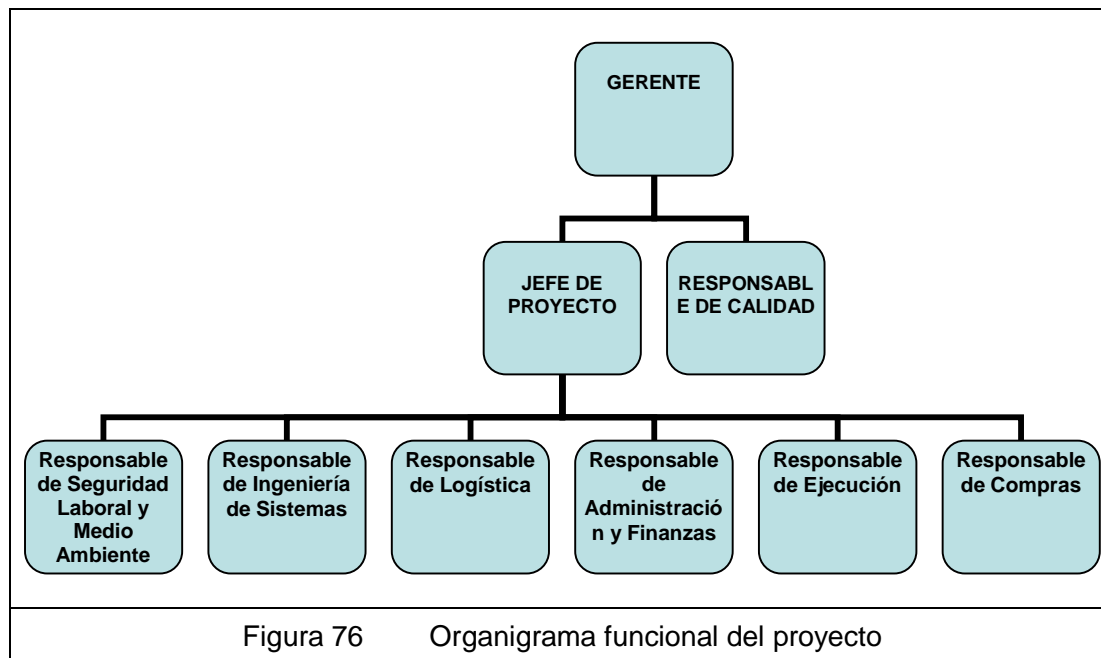 GERENTE
JEFE DE
PROYECTO
RESPONSABL
E DE CALIDAD
Responsable
de Seguridad
Laboral y
Medio
Ambiente
Responsable
de Ingeniería
de Sistemas
Responsable
de Logística
Responsable
de
Administració
n y Finanzas
Responsable
de Ejecución
Responsable
de Compras
Figura 76 Organigrama funcional del proyecto